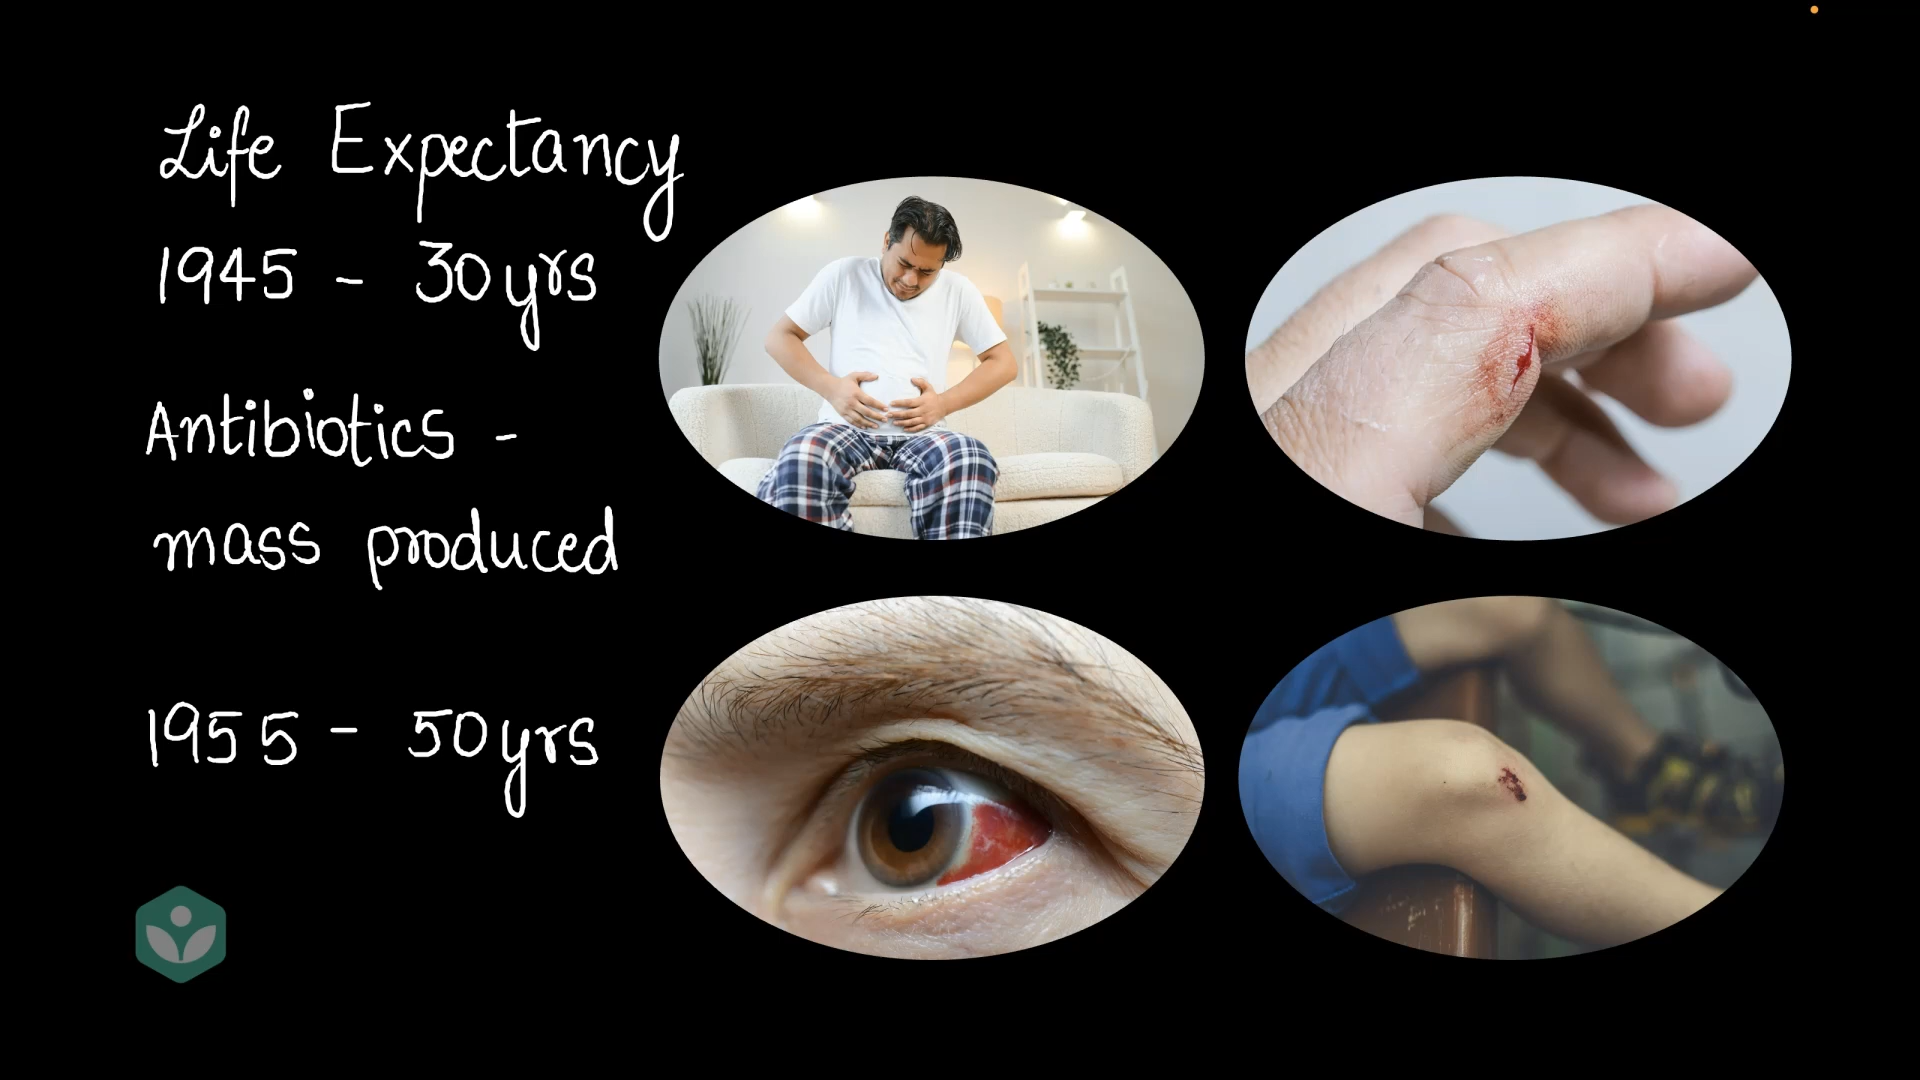 Life Expectancy
1945 - 30yrs
Antibiotics -
mass produced
1955 - 50yrs